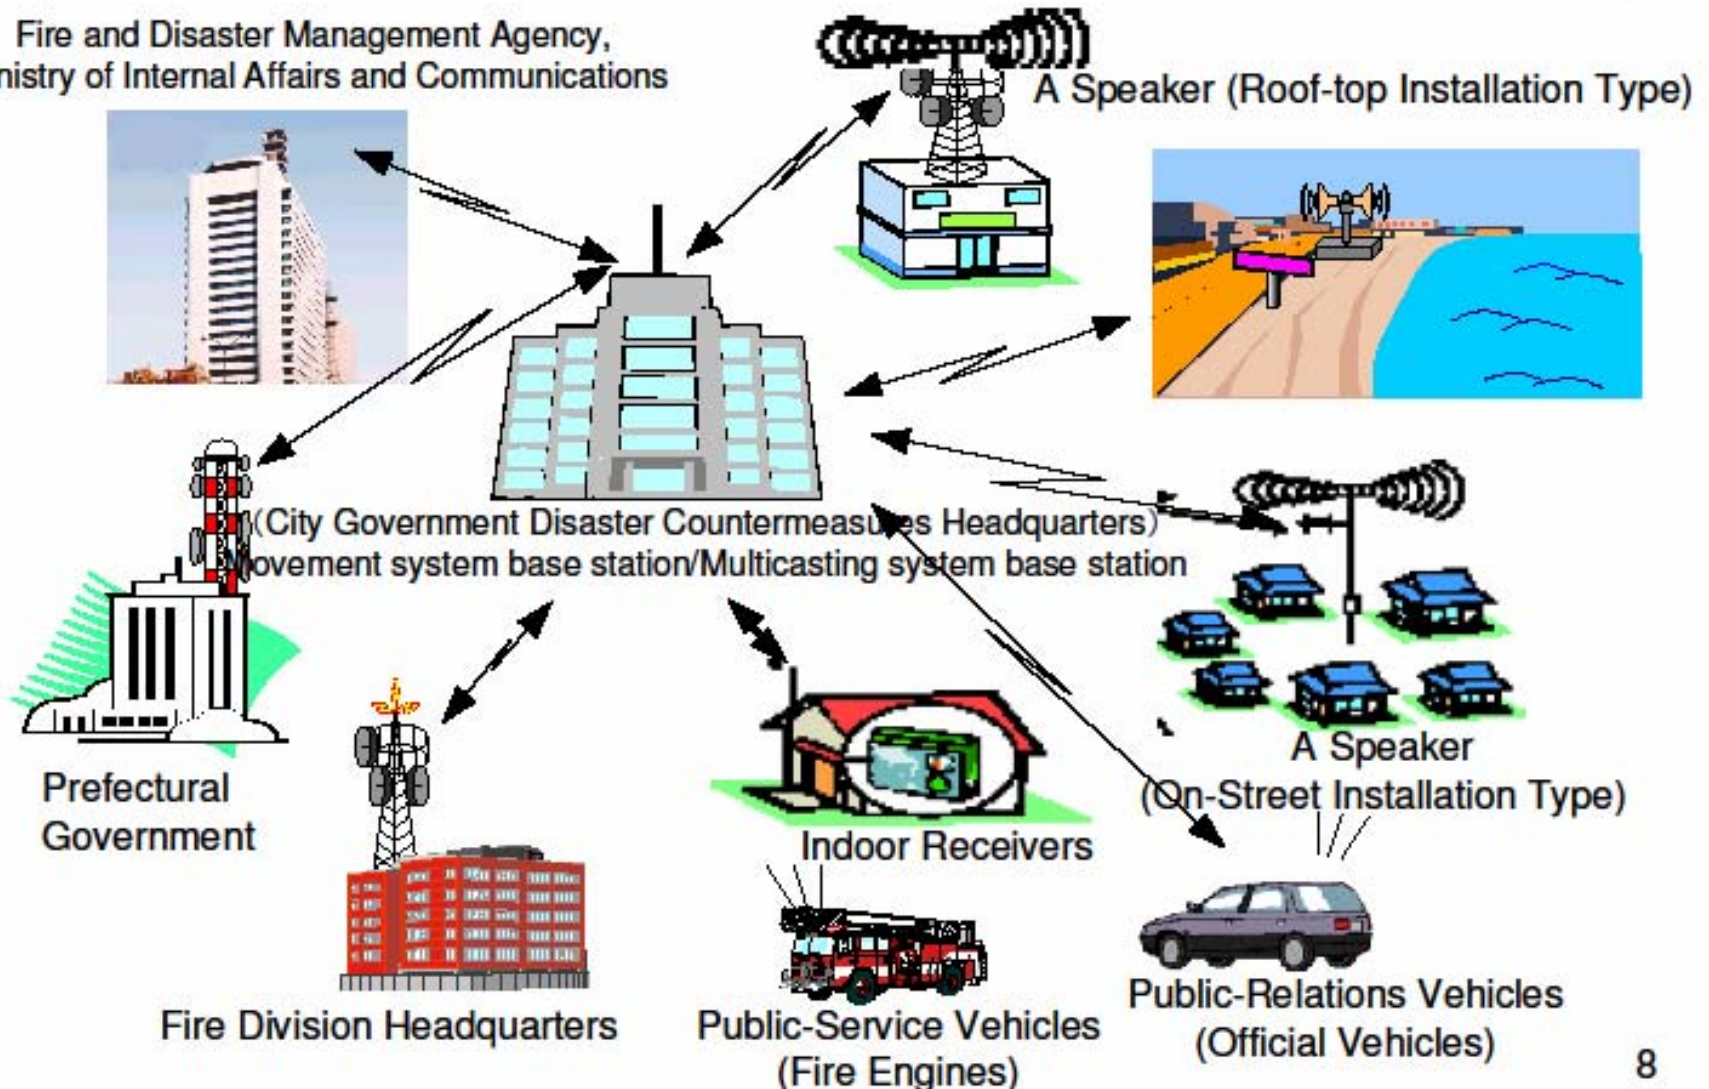 Fire and Disaster Management Agency,
nistry of Internal Affairs and Communications
A Speaker (Roof-top Installation Type)
(City Government Disaster Countermeasures Headquarters)
Movement system base station/Multicasting system base station
Prefectural
Government
A Speaker
(On-Street Installation Type)
Indoor Receivers
Fire Division Headquarters
Public-Service Vehicles
(Fire Engines)
Public-Relations Vehicles
(Official Vehicles)
8